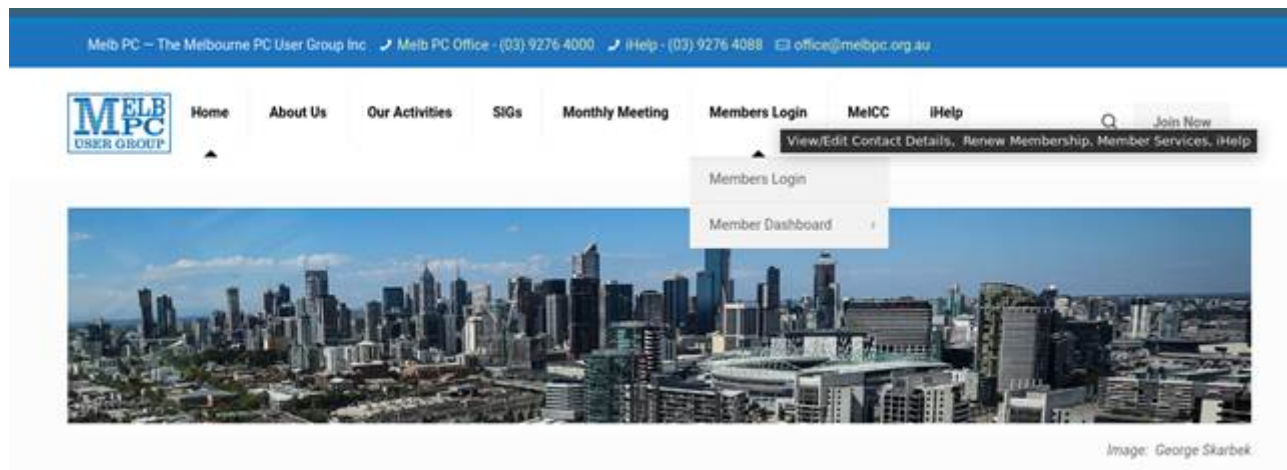 Melb PC – The Melbourne PC User Group Inc Melb PC Office - (03) 9276 4000 iHelp - (03) 9276 4088 office@melbpc.org.au
MELB
PC
USER GROUP
Home About Us Our Activities SIGs Monthly Meeting Members Login MelCC iHelp Join Now
View/Edit Contact Details, Renew Membership, Member Services, iHelp
Members Login
Member Dashboard
Image: George Skarbek